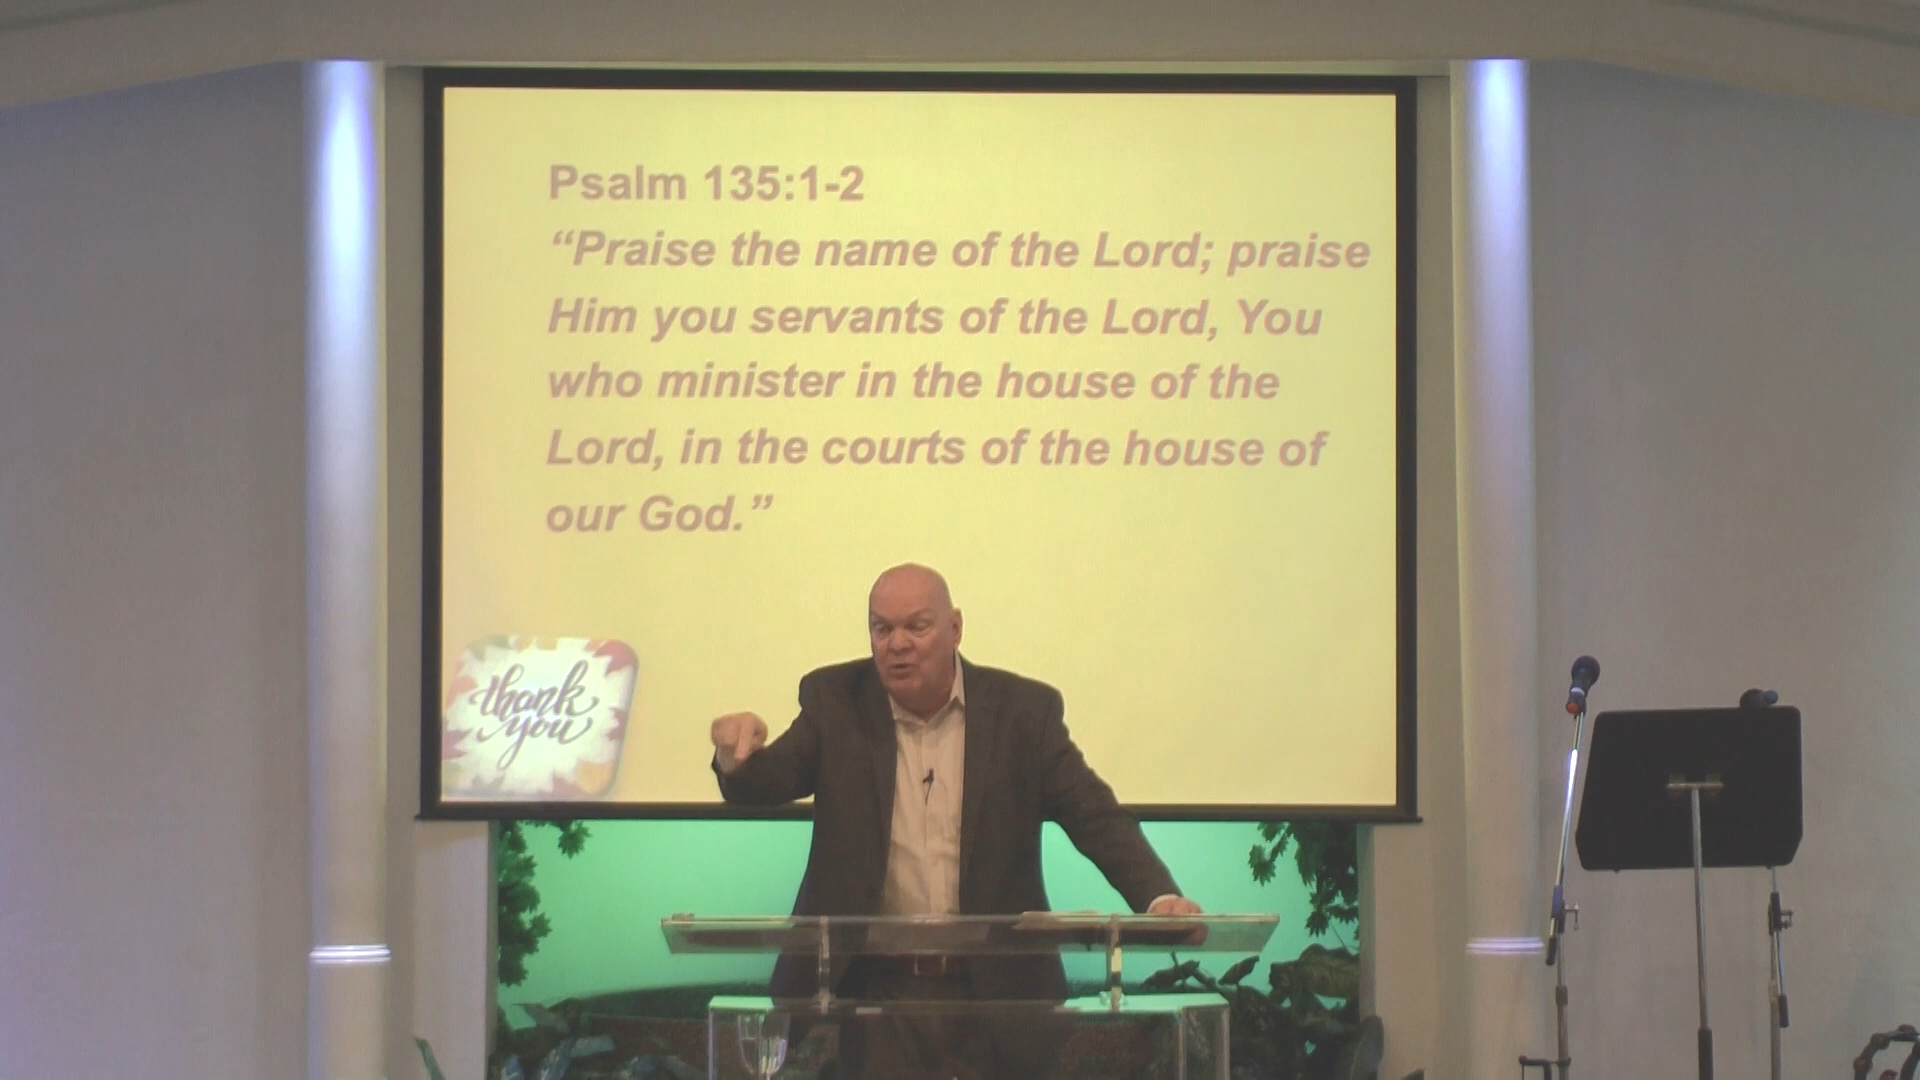 Psalm 135:1-2
“Praise the name of the Lord; praise
Him you servants of the Lord, You
who minister in the house of the
Lord, in the courts of the house of
our God.”
thank
you